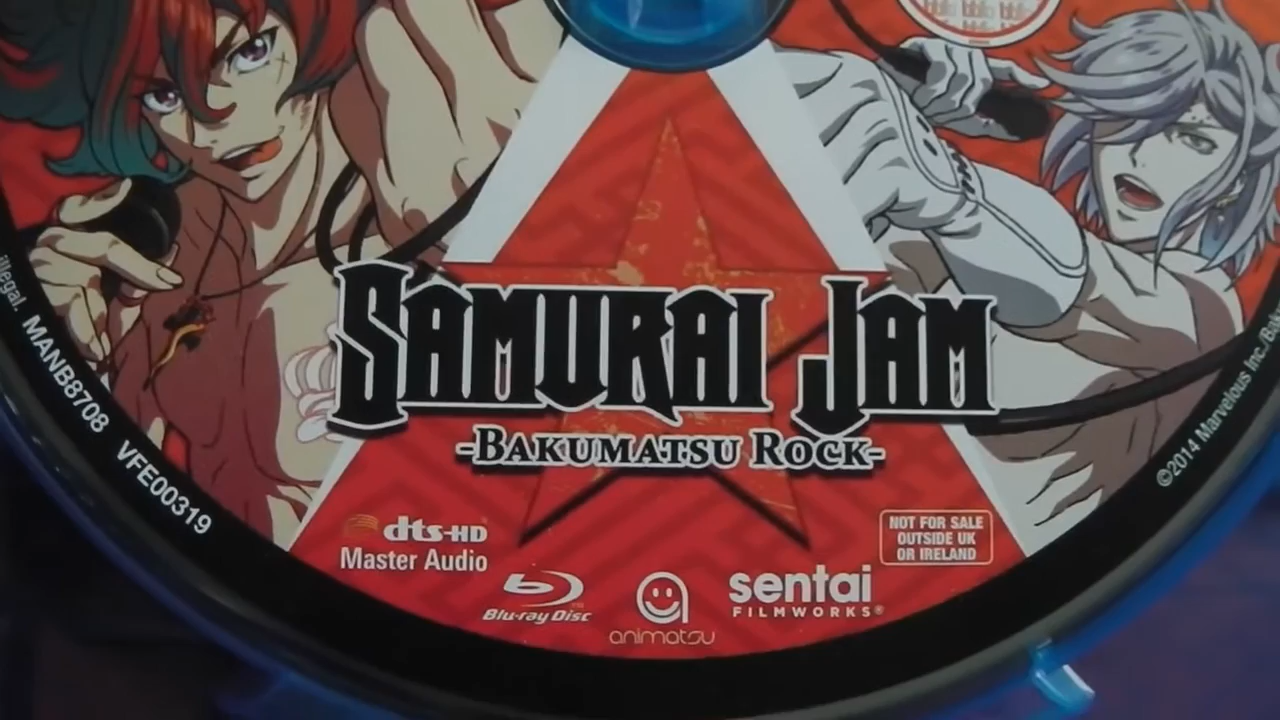 SAMURAI JAM
-BAKUMATSU ROCK-
dts-HD
Master Audio
Blu-ray Disc
animatsu
sentai
FILMWORKS®
NOT FOR SALE
OUTSIDE UK
OR IRELAND
illegal. MANB8708 VFE00319
©2014 Marvelous Inc./